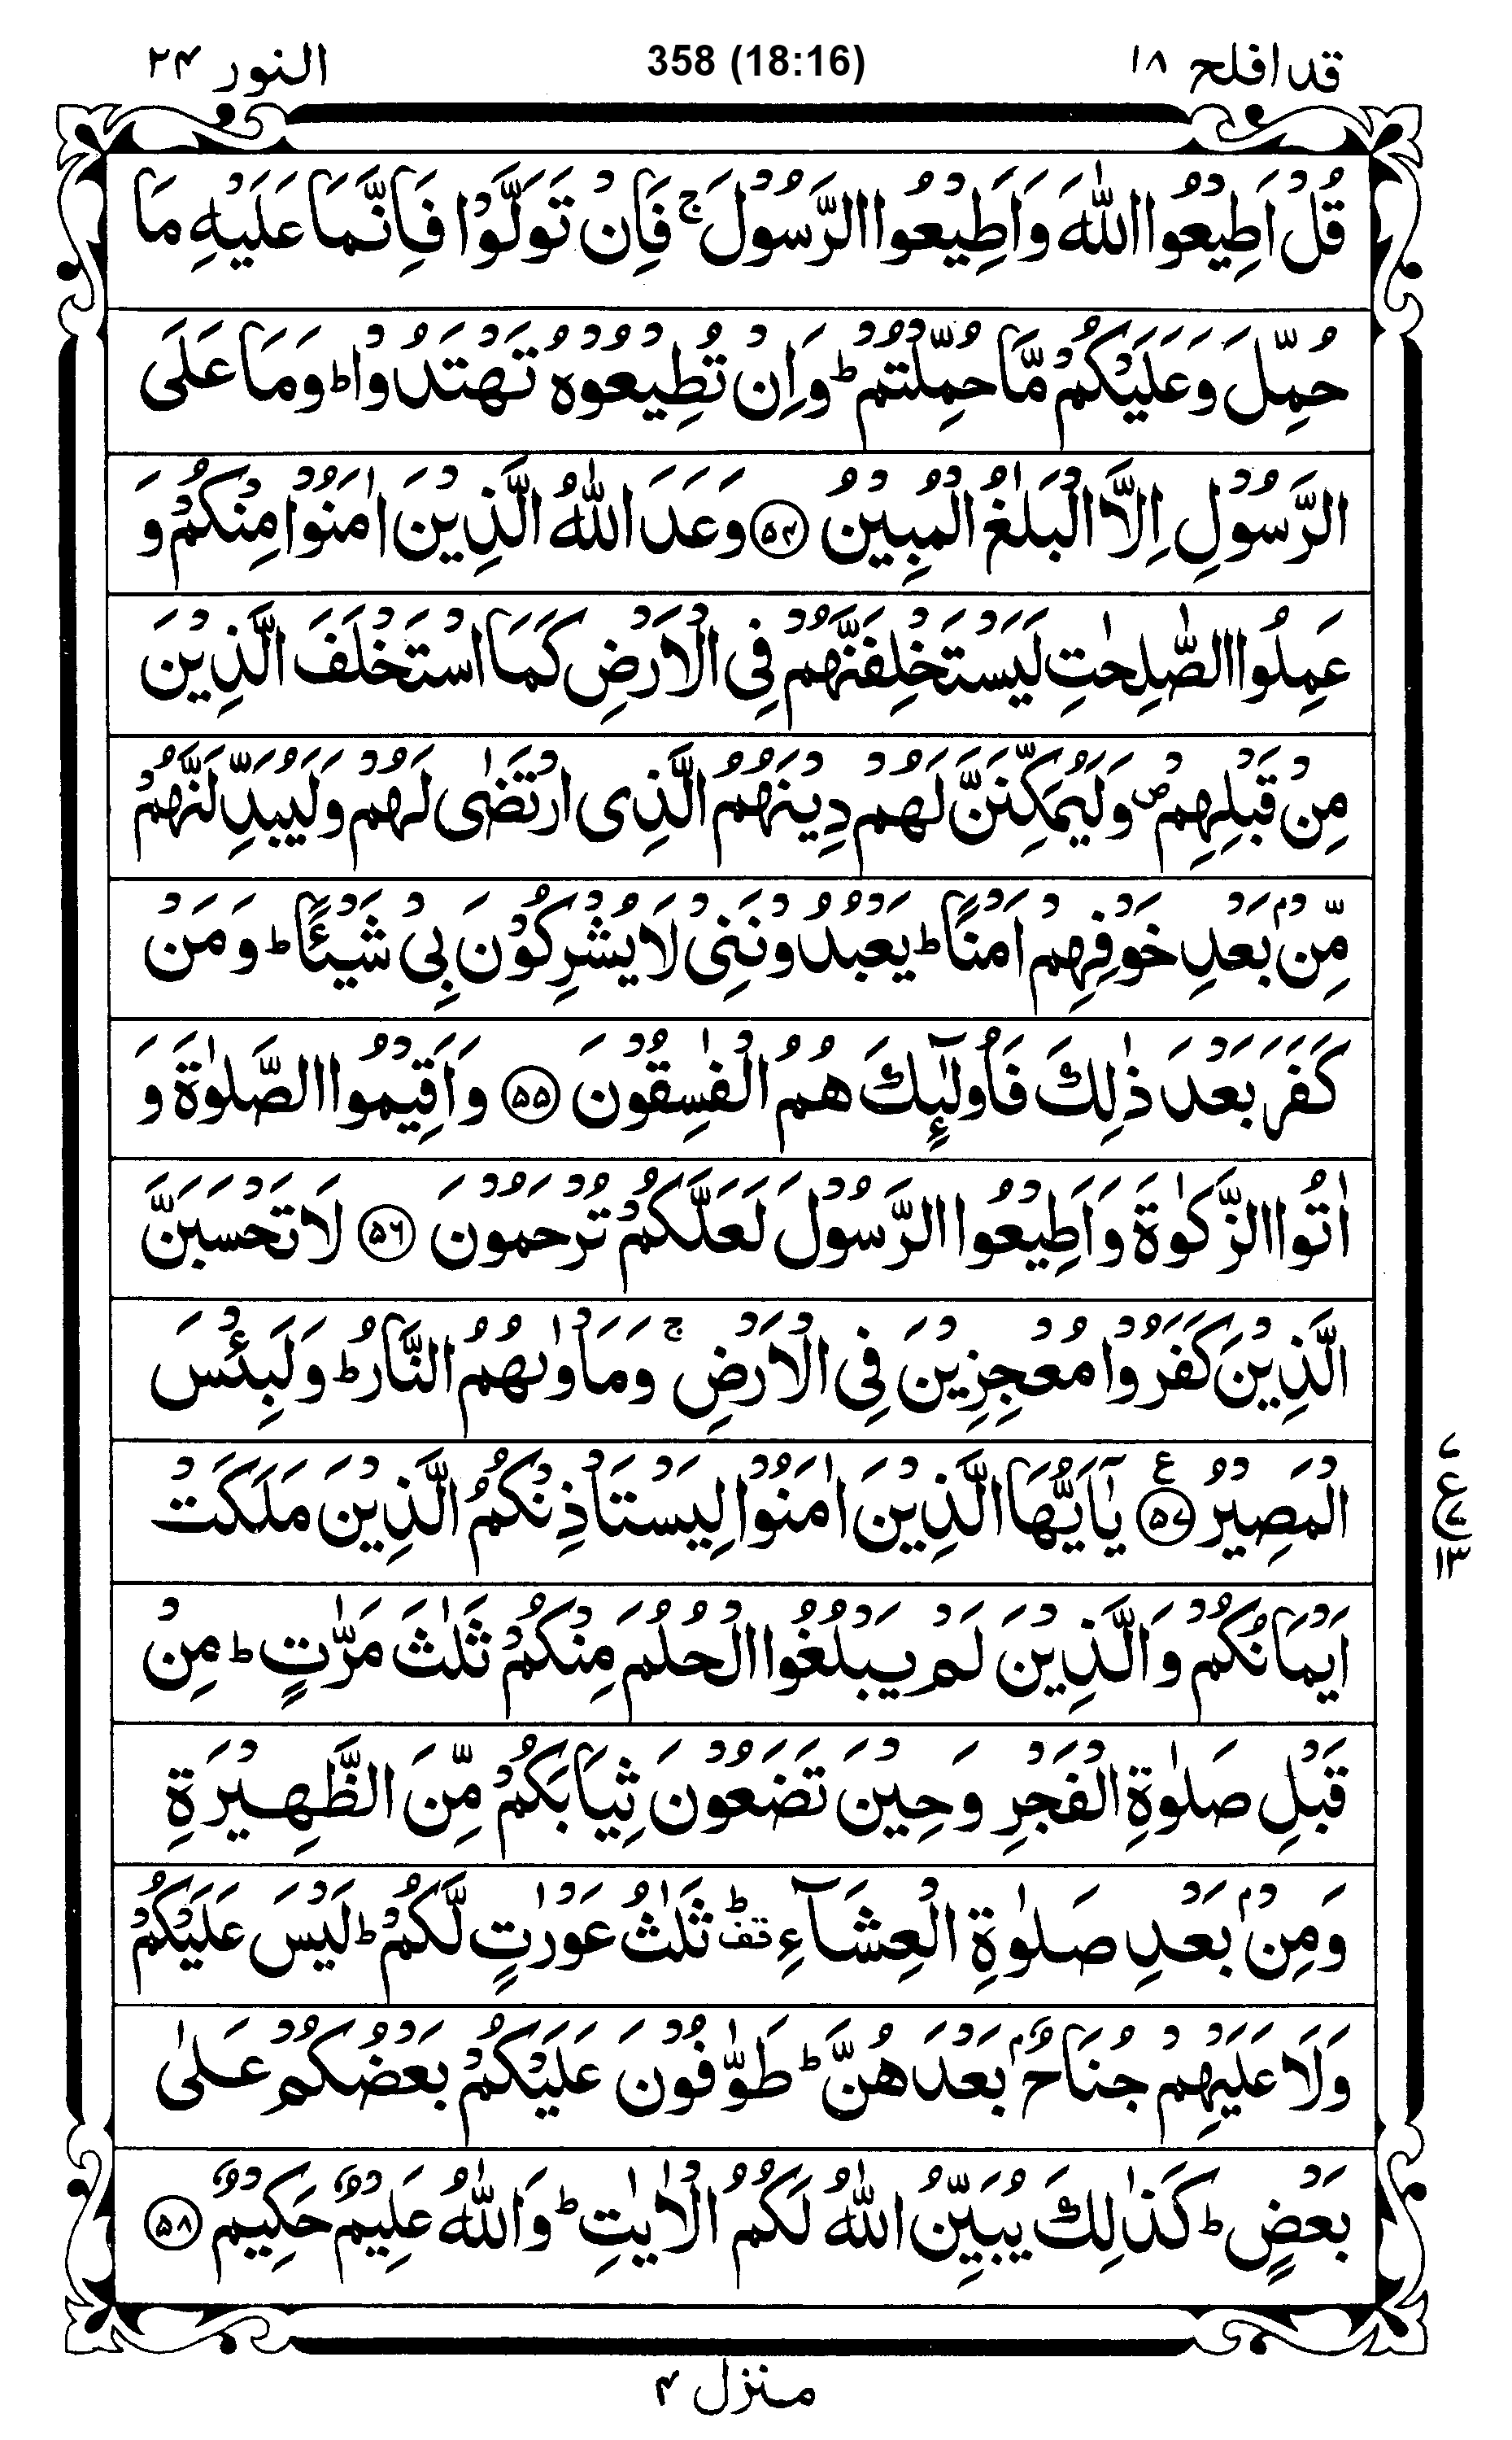 قد افلح ۱۸ 358 (18:16) النور ۲۴
قُلْ اَطِیْعُوا اللّٰهَ وَاَطِیْعُوا الرَّسُوْلَ ۚ فَاِنْ تَوَلَّوْا فَاِنَّمَا عَلَیْهِ مَا
حُمِّلَ وَعَلَیْكُمْ مَّا حُمِّلْتُمْ ؕ وَاِنْ تُطِیْعُوْهُ تَهْتَدُوْا ؕ وَمَا عَلَی
الرَّسُوْلِ اِلَّا الْبَلٰغُ الْمُبِیْنُ ﴿۵۴﴾ وَعَدَ اللّٰهُ الَّذِیْنَ اٰمَنُوْا مِنْكُمْ وَ
عَمِلُوا الصّٰلِحٰتِ لَیَسْتَخْلِفَنَّهُمْ فِی الْاَرْضِ كَمَا اسْتَخْلَفَ الَّذِیْنَ
مِنْ قَبْلِهِمْ ۪ وَلَیُمَكِّنَنَّ لَهُمْ دِیْنَهُمُ الَّذِی ارْتَضٰی لَهُمْ وَلَیُبَدِّلَنَّهُمْ
مِّنْۢ بَعْدِ خَوْفِهِمْ اَمْنًا ؕ یَعْبُدُوْنَنِیْ لَا یُشْرِكُوْنَ بِیْ شَیْـًٔا ؕ وَمَنْ
كَفَرَ بَعْدَ ذٰلِكَ فَاُولٰٓىِٕكَ هُمُ الْفٰسِقُوْنَ ﴿۵۵﴾ وَاَقِیْمُوا الصَّلٰوةَ وَ
اٰتُوا الزَّكٰوةَ وَاَطِیْعُوا الرَّسُوْلَ لَعَلَّكُمْ تُرْحَمُوْنَ ﴿۵۶﴾ لَا تَحْسَبَنَّ
الَّذِیْنَ كَفَرُوْا مُعْجِزِیْنَ فِی الْاَرْضِ ۚ وَمَاْوٰىهُمُ النَّارُ ؕ وَلَبِئْسَ
الْمَصِیْرُ ﴿۵۷﴾ ع یٰۤاَیُّهَا الَّذِیْنَ اٰمَنُوْا لِیَسْتَاْذِنْكُمُ الَّذِیْنَ مَلَكَتْ
۷
ع ۷
۱۳
اَیْمَانُكُمْ وَالَّذِیْنَ لَمْ یَبْلُغُوا الْحُلُمَ مِنْكُمْ ثَلٰثَ مَرّٰتٍ ؕ مِنْ
قَبْلِ صَلٰوةِ الْفَجْرِ وَحِیْنَ تَضَعُوْنَ ثِیَابَكُمْ مِّنَ الظَّهِیْرَةِ
وَمِنْۢ بَعْدِ صَلٰوةِ الْعِشَآءِ ؕ قف ثَلٰثُ عَوْرٰتٍ لَّكُمْ ؕ لَیْسَ عَلَیْكُمْ
وَلَا عَلَیْهِمْ جُنَاحٌۢ بَعْدَهُنَّ ؕ طَوّٰفُوْنَ عَلَیْكُمْ بَعْضُكُمْ عَلٰی
بَعْضٍ ؕ كَذٰلِكَ یُبَیِّنُ اللّٰهُ لَكُمُ الْاٰیٰتِ ؕ وَاللّٰهُ عَلِیْمٌ حَكِیْمٌ ﴿۵۸﴾
منزل ۴